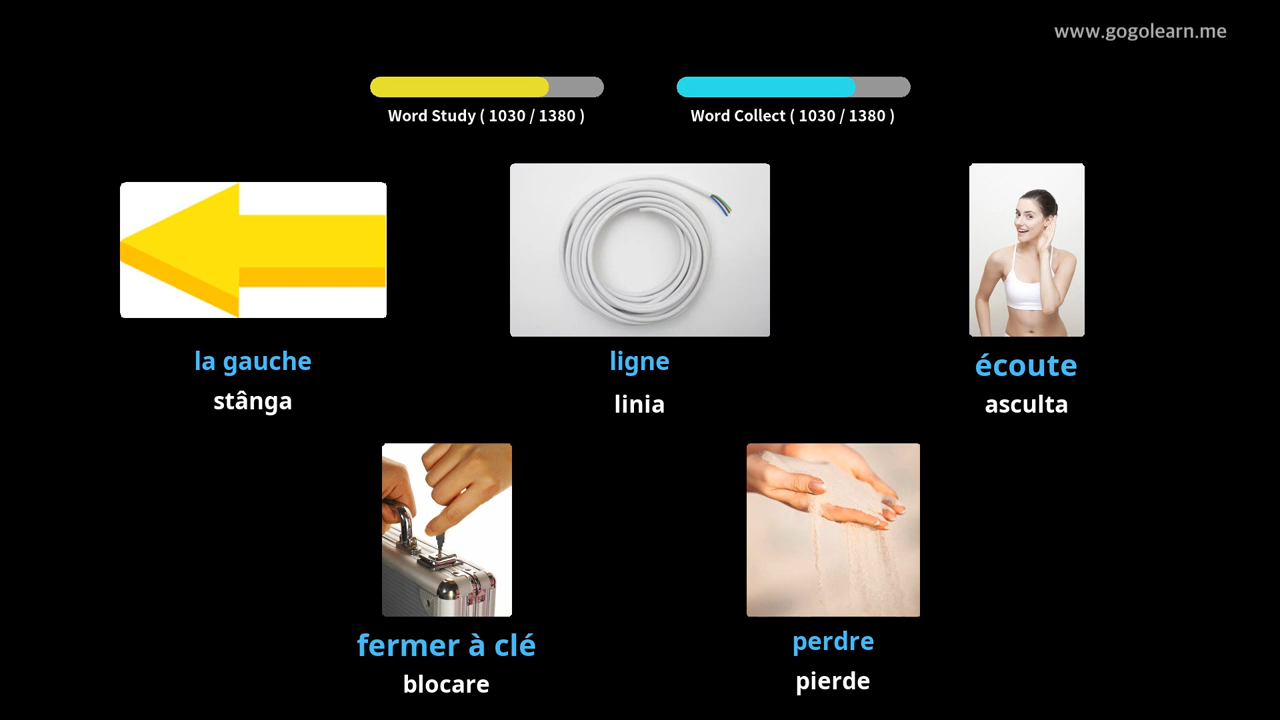 www.gogolearn.me
Word Study ( 1030 / 1380 )
Word Collect ( 1030 / 1380 )
la gauche
stânga
ligne
linia
écoute
asculta
fermer à clé
blocare
perdre
pierde